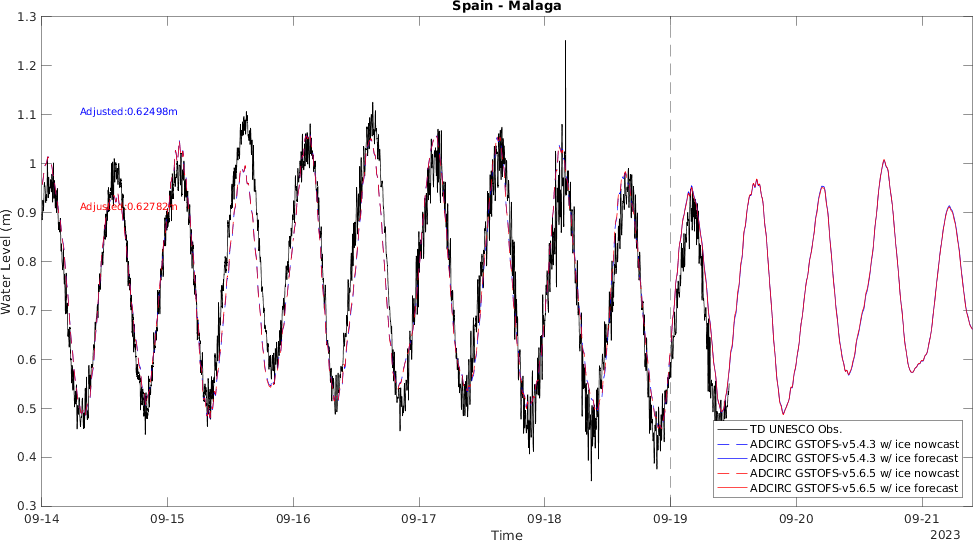 Spain - Malaga
1.3
1.2
1.1
1
0.9
0.8
0.7
0.6
0.5
0.4
0.3
Water Level (m)
Adjusted:0.62498m
Adjusted:0.62782m
TD UNESCO Obs.
ADCIRC GSTOFS-v5.4.3 w/ ice nowcast
ADCIRC GSTOFS-v5.4.3 w/ ice forecast
ADCIRC GSTOFS-v5.6.5 w/ ice nowcast
ADCIRC GSTOFS-v5.6.5 w/ ice forecast
09-14 09-15 09-16 09-17 09-18 09-19 09-20 09-21
Time
2023